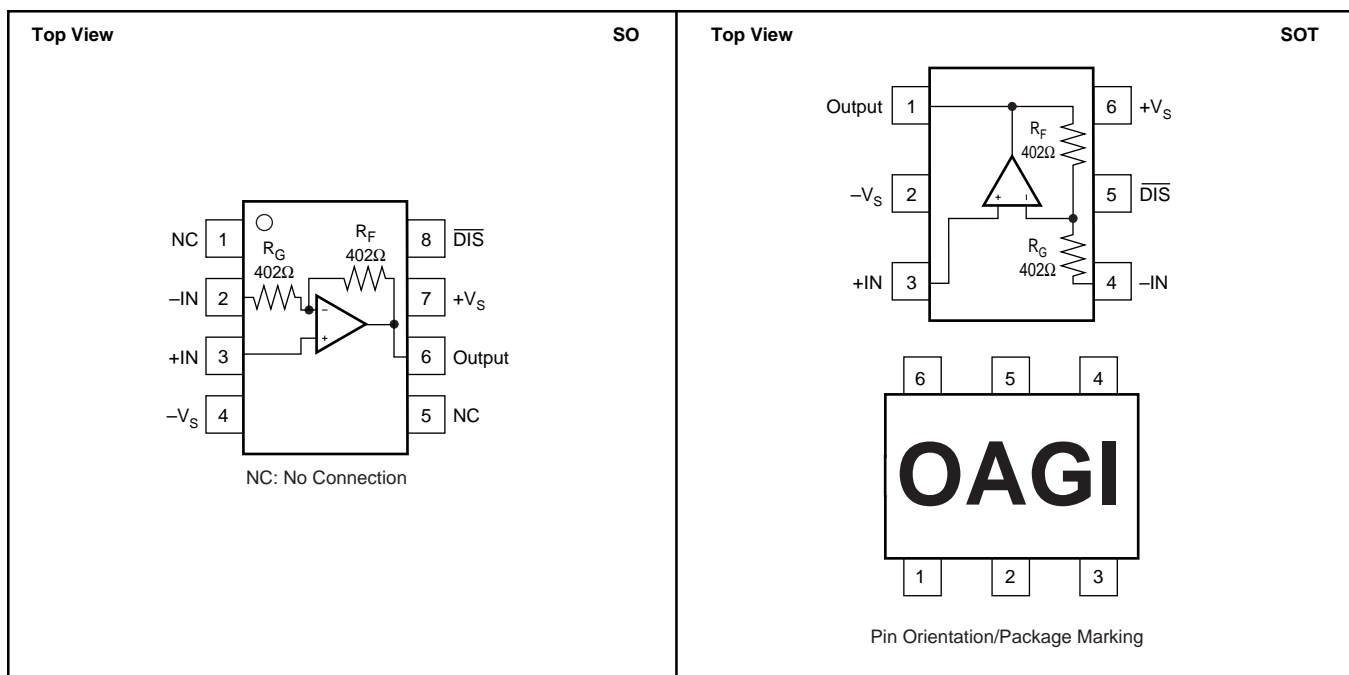 Top View SO
NC 1
R_G
402Ω
R_F
402Ω
8 D̅I̅S̅
–IN 2
– 
7 +V_S
+IN 3
+
6 Output
–V_S 4
5 NC
NC: No Connection
Top View SOT
Output 1
6 +V_S
R_F
402Ω
–V_S 2
+ –
5 D̅I̅S̅
R_G
402Ω
+IN 3
4 –IN
6 5 4
OAGI
1 2 3
Pin Orientation/Package Marking